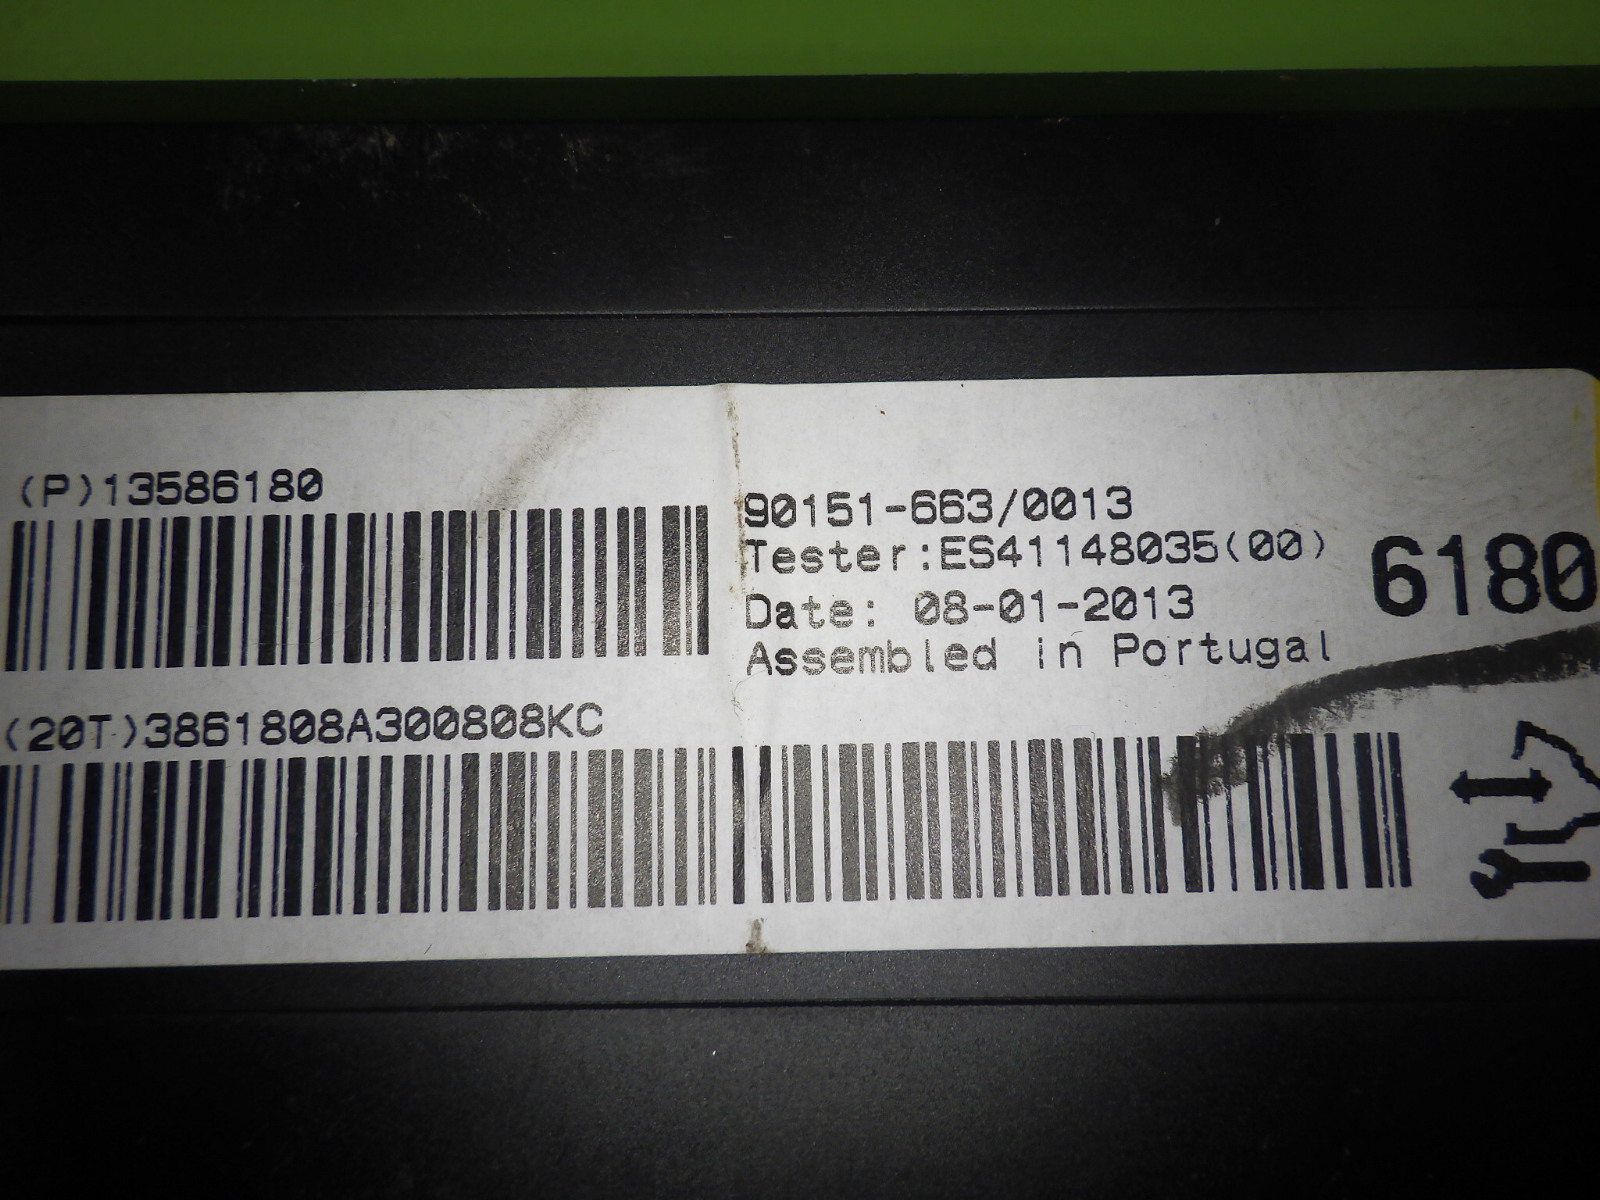 (P)13586180
90151-663/0013
Tester:ES41148035(00)
6180
Date: 08-01-2013
Assembled in Portugal
(20T)3861808A300808KC